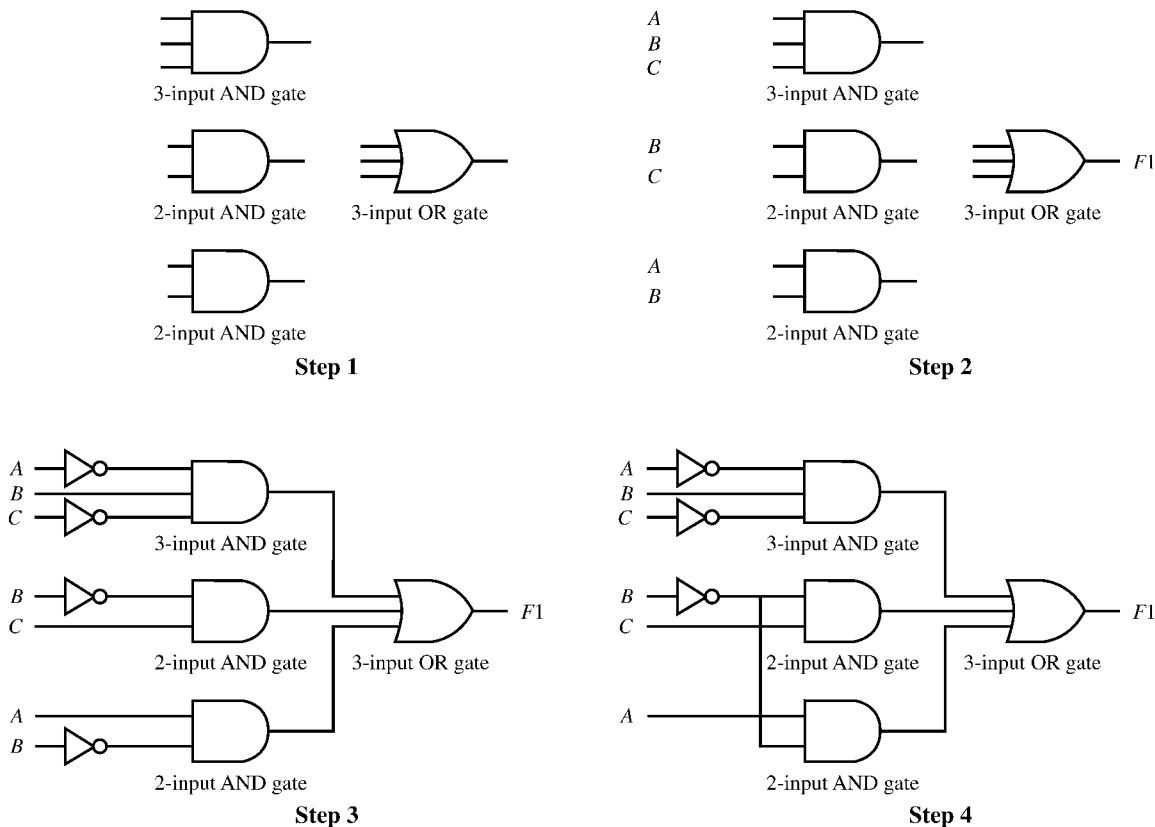 A
B
C
3-input AND gate
3-input AND gate
B
C
F1
2-input AND gate
3-input OR gate
2-input AND gate
3-input OR gate
A
B
2-input AND gate
2-input AND gate
Step 1
Step 2
A
B
C
3-input AND gate
B
C
F1
2-input AND gate
3-input OR gate
A
B
2-input AND gate
Step 3
A
B
C
3-input AND gate
B
C
F1
2-input AND gate
3-input OR gate
A
2-input AND gate
Step 4